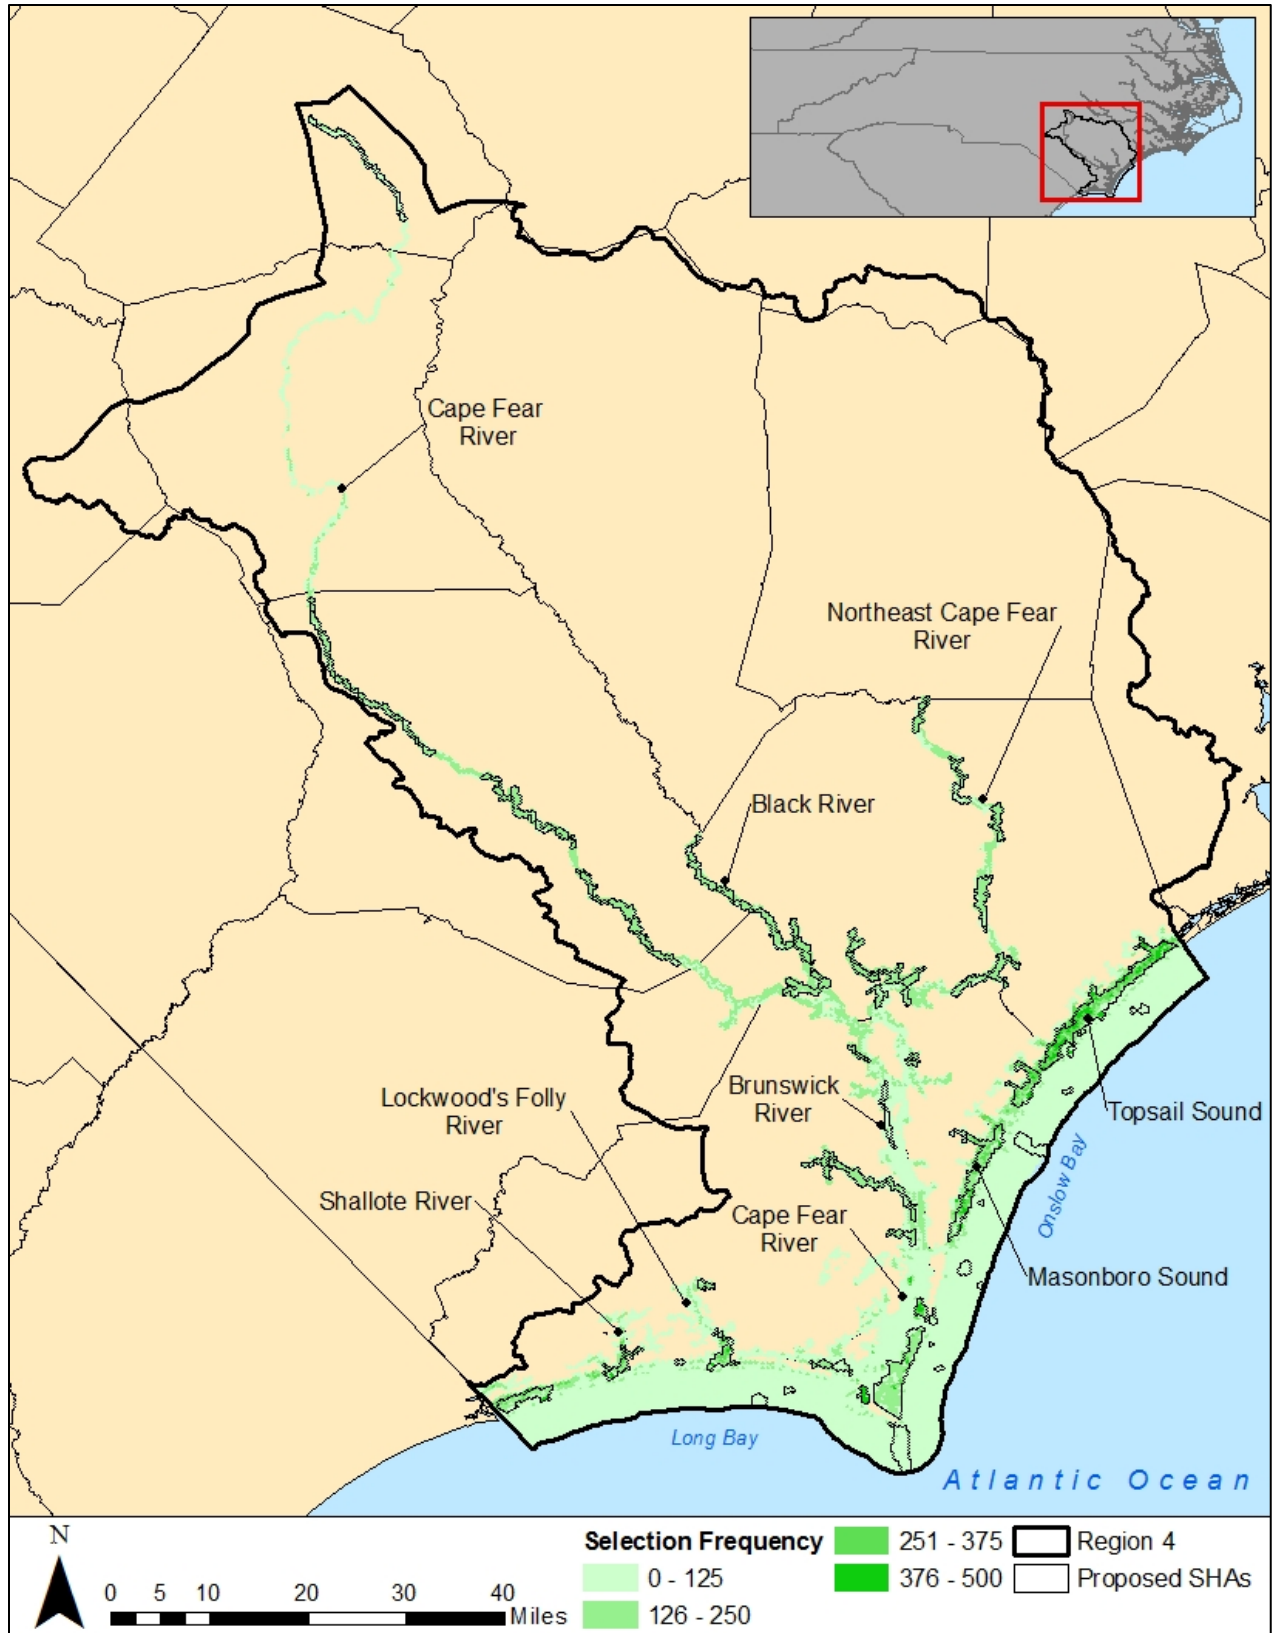 Cape Fear
River
Northeast Cape Fear
River
Black River
Brunswick
River
Lockwood's Folly
River
Topsail Sound
Onslow Bay
Shallote River
Cape Fear
River
Masonboro Sound
Long Bay
Atlantic Ocean
N
0 5 10 20 30 40
Miles
Selection Frequency
0 - 125
126 - 250
251 - 375
376 - 500
Region 4
Proposed SHAs